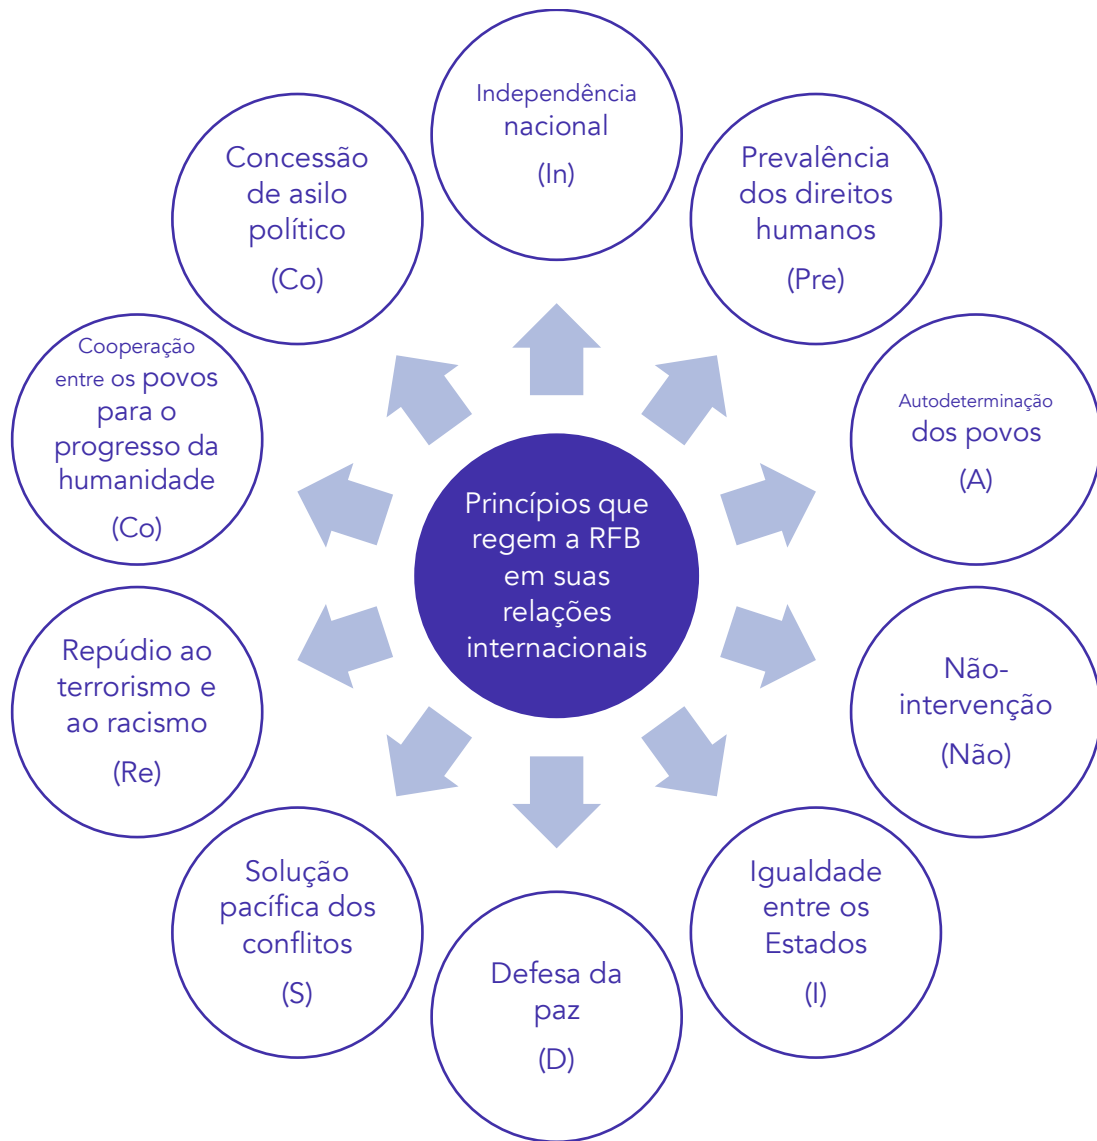 Independência
nacional
(In)
Prevalência
dos direitos
humanos
(Pre)
Autodeterminação
dos povos
(A)
Não-
intervenção
(Não)
Igualdade
entre os
Estados
(I)
Defesa da
paz
(D)
Solução
pacífica dos
conflitos
(S)
Repúdio ao
terrorismo e
ao racismo
(Re)
Cooperação
entre os povos
para o
progresso da
humanidade
(Co)
Concessão
de asilo
político
(Co)
Princípios que
regem a RFB
em suas
relações
internacionais